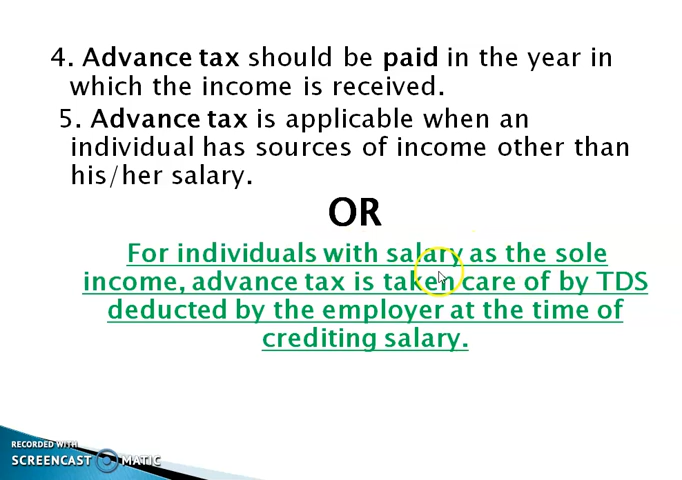 4. Advance tax should be paid in the year in
which the income is received.
5. Advance tax is applicable when an
individual has sources of income other than
his/her salary.
OR
For individuals with salary as the sole
income, advance tax is taken care of by TDS
deducted by the employer at the time of
crediting salary.
RECORDED WITH
SCREENCAST MATIC